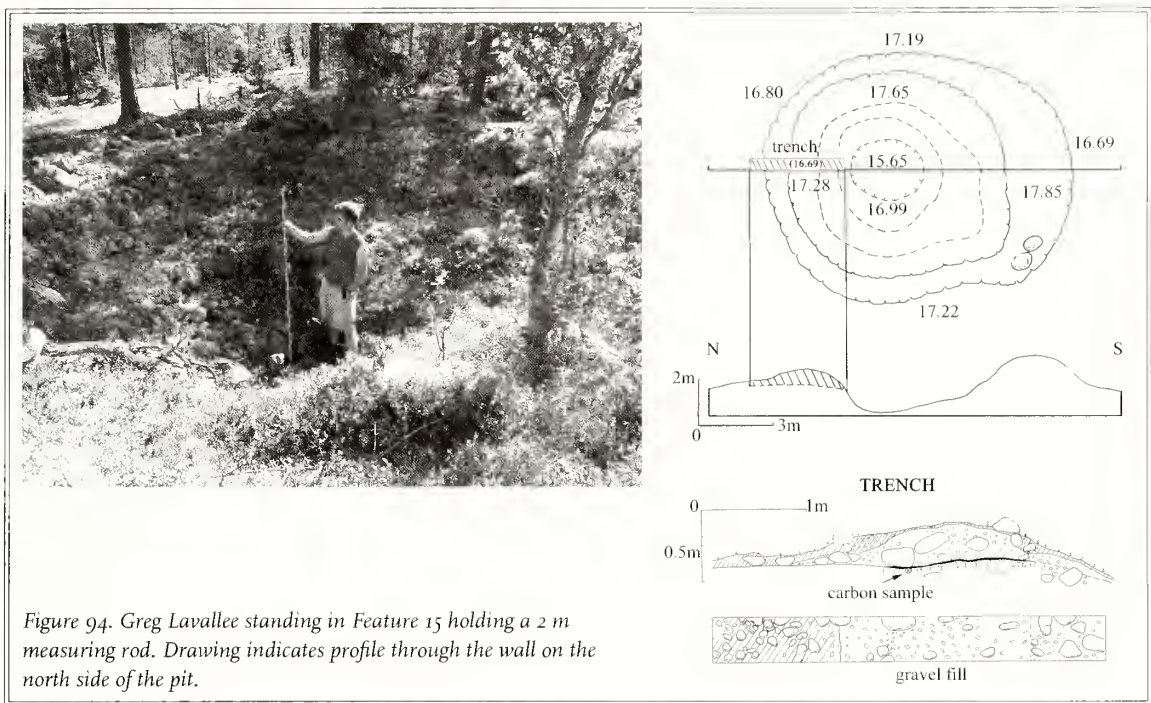 17.19
16.80
17.65
16.69
trench
(16.69)
15.65
17.28
17.85
16.99
17.22
N
S
2m
0
3m
TRENCH
0
1m
0.5m
carbon sample
gravel fill
Figure 94. Greg Lavallee standing in Feature 15 holding a 2 m
measuring rod. Drawing indicates profile through the wall on the
north side of the pit.